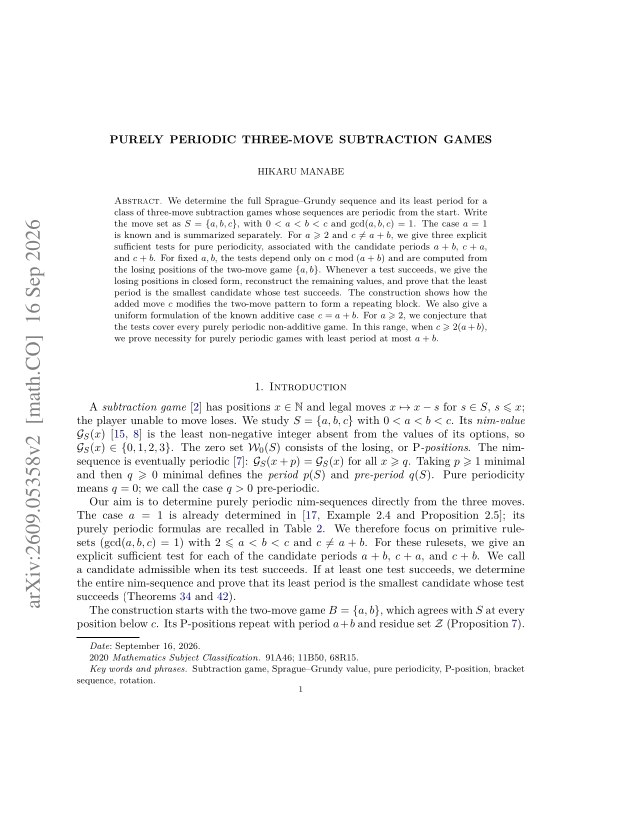 PURELY PERIODIC THREE-MOVE SUBTRACTION GAMES
HIKARU MANABE
Abstract. We determine the full Sprague–Grundy sequence and its least period for a
class of three-move subtraction games whose sequences are periodic from the start. Write
the move set as S = {a, b, c}, with 0 < a < b < c and gcd(a, b, c) = 1. The case a = 1
is known and is summarized separately. For a ⩾ 2 and c ≠ a + b, we give three explicit
sufficient tests for pure periodicity, associated with the candidate periods a + b, c + a,
and c + b. For fixed a, b, the tests depend only on c mod (a + b) and are computed from
the losing positions of the two-move game {a, b}. Whenever a test succeeds, we give the
losing positions in closed form, reconstruct the remaining values, and prove that the least
period is the smallest candidate whose test succeeds. The construction shows how the
added move c modifies the two-move pattern to form a repeating block. We also give a
uniform formulation of the known additive case c = a + b. For a ⩾ 2, we conjecture that
the tests cover every purely periodic non-additive game. In this range, when c ⩾ 2(a + b),
we prove necessity for purely periodic games with least period at most a + b.
1. Introduction
A subtraction game [2] has positions x ∈ ℕ and legal moves x ↦ x − s for s ∈ S, s ⩽ x;
the player unable to move loses. We study S = {a, b, c} with 0 < a < b < c. Its nim-value
𝒢S(x) [15, 8] is the least non-negative integer absent from the values of its options, so
𝒢S(x) ∈ {0, 1, 2, 3}. The zero set 𝒲0(S) consists of the losing, or P-positions. The nim-
sequence is eventually periodic [7]: 𝒢S(x + p) = 𝒢S(x) for all x ⩾ q. Taking p ⩾ 1 minimal
and then q ⩾ 0 minimal defines the period p(S) and pre-period q(S). Pure periodicity
means q = 0; we call the case q > 0 pre-periodic.
Our aim is to determine purely periodic nim-sequences directly from the three moves.
The case a = 1 is already determined in [17, Example 2.4 and Proposition 2.5]; its
purely periodic formulas are recalled in Table 2. We therefore focus on primitive rule-
sets (gcd(a, b, c) = 1) with 2 ⩽ a < b < c and c ≠ a + b. For these rulesets, we give an
explicit sufficient test for each of the candidate periods a + b, c + a, and c + b. We call
a candidate admissible when its test succeeds. If at least one test succeeds, we determine
the entire nim-sequence and prove that its least period is the smallest candidate whose test
succeeds (Theorems 34 and 42).
The construction starts with the two-move game B = {a, b}, which agrees with S at every
position below c. Its P-positions repeat with period a+b and residue set 𝒵 (Proposition 7).
Date: September 16, 2026.
2020 Mathematics Subject Classification. 91A46; 11B50, 68R15.
Key words and phrases. Subtraction game, Sprague–Grundy value, pure periodicity, P-position, bracket
sequence, rotation.
1
arXiv:2609.05358v2 [math.CO] 16 Sep 2026